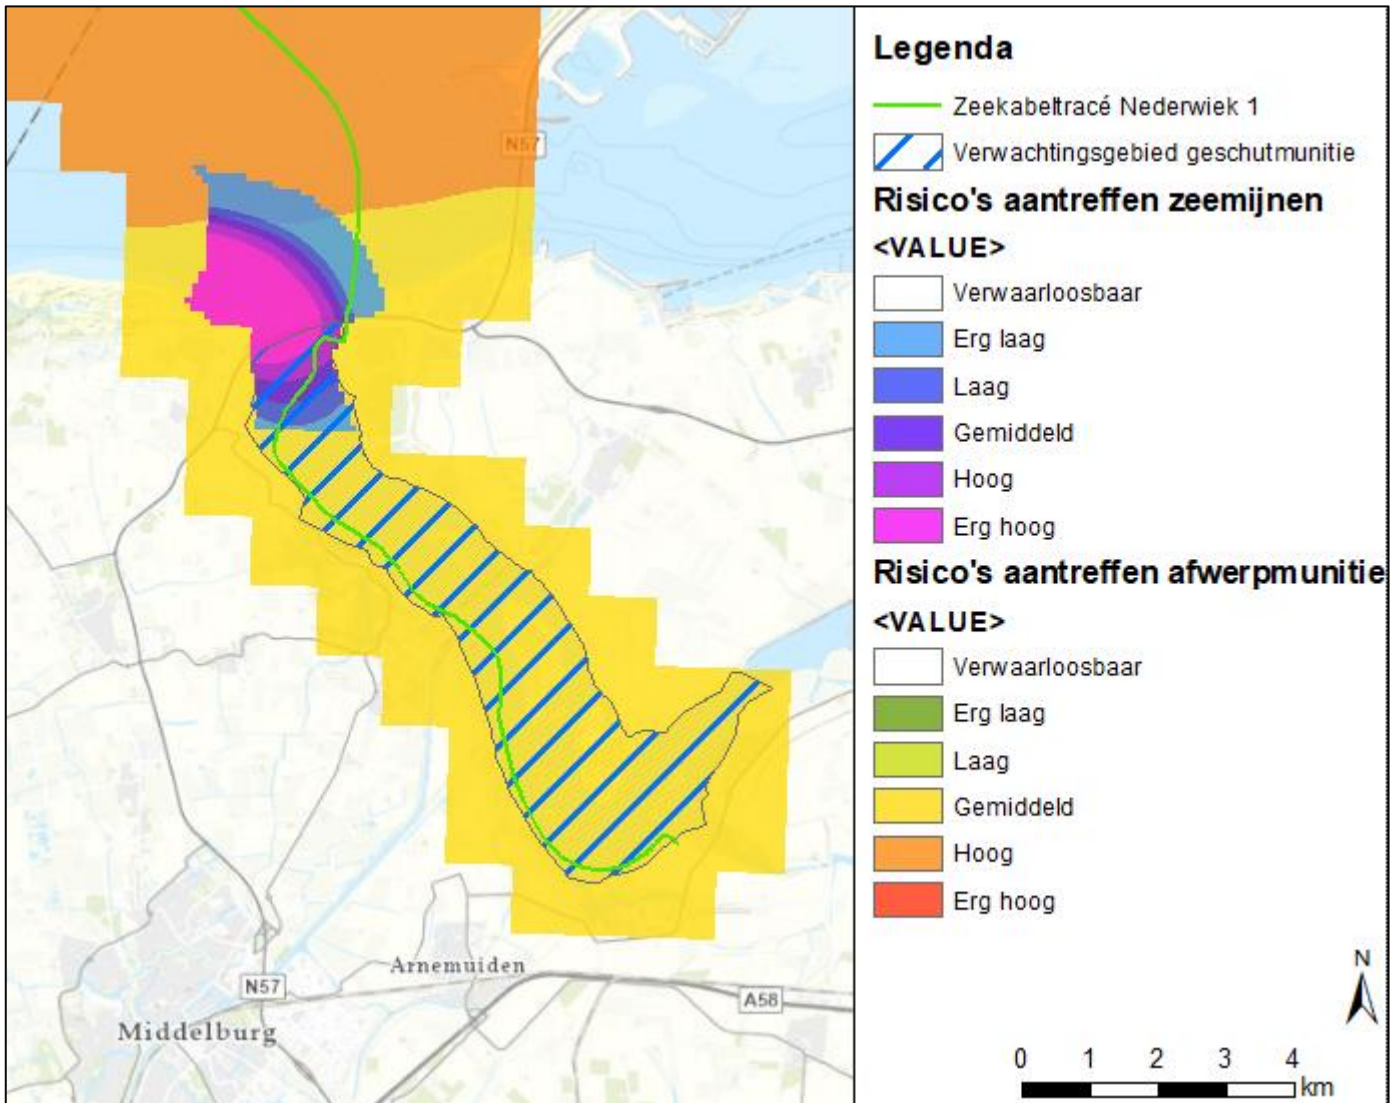 N57
N57
Arnemuiden
A58
Middelburg
Legenda
Zeekabeltracé Nederwiek 1
Verwachtingsgebied geschutmunitie
Risico's aantreffen zeemijnen
<VALUE>
Verwaarloosbaar
Erg laag
Laag
Gemiddeld
Hoog
Erg hoog
Risico's aantreffen afwerpmunitie
<VALUE>
Verwaarloosbaar
Erg laag
Laag
Gemiddeld
Hoog
Erg hoog
N
0 1 2 3 4
km